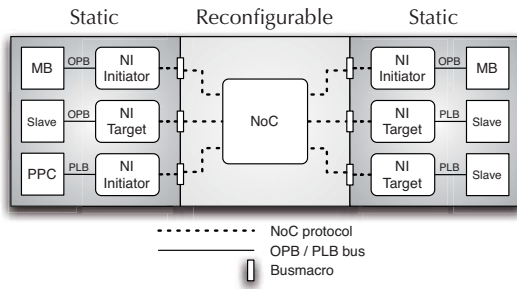 Static Reconfigurable Static
MB OPB NI Initiator
Slave OPB NI Target
PPC PLB NI Initiator
NoC
NI Initiator OPB MB
NI Target PLB Slave
NI Target PLB Slave
NoC protocol
OPB / PLB bus
Busmacro